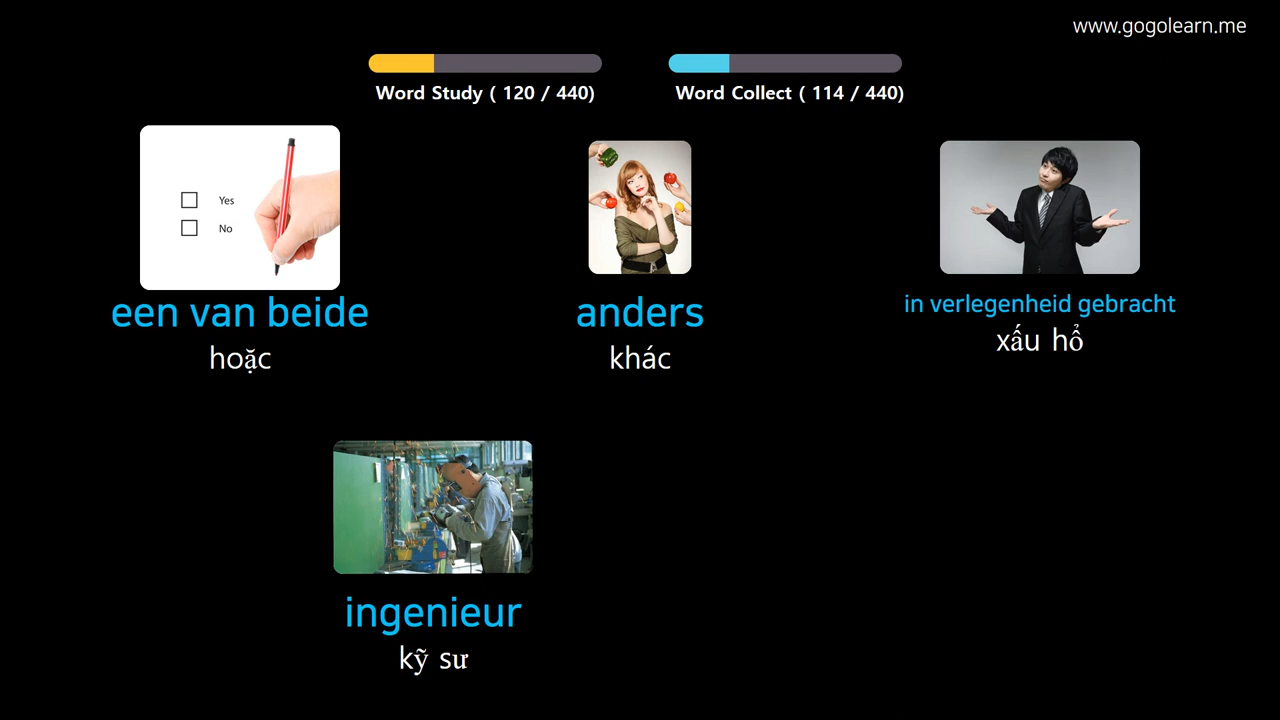 www.gogolearn.me
Word Study ( 120 / 440)
Word Collect ( 114 / 440)
Yes
No
een van beide
hoặc
anders
khác
in verlegenheid gebracht
xấu hổ
ingenieur
kỹ sư